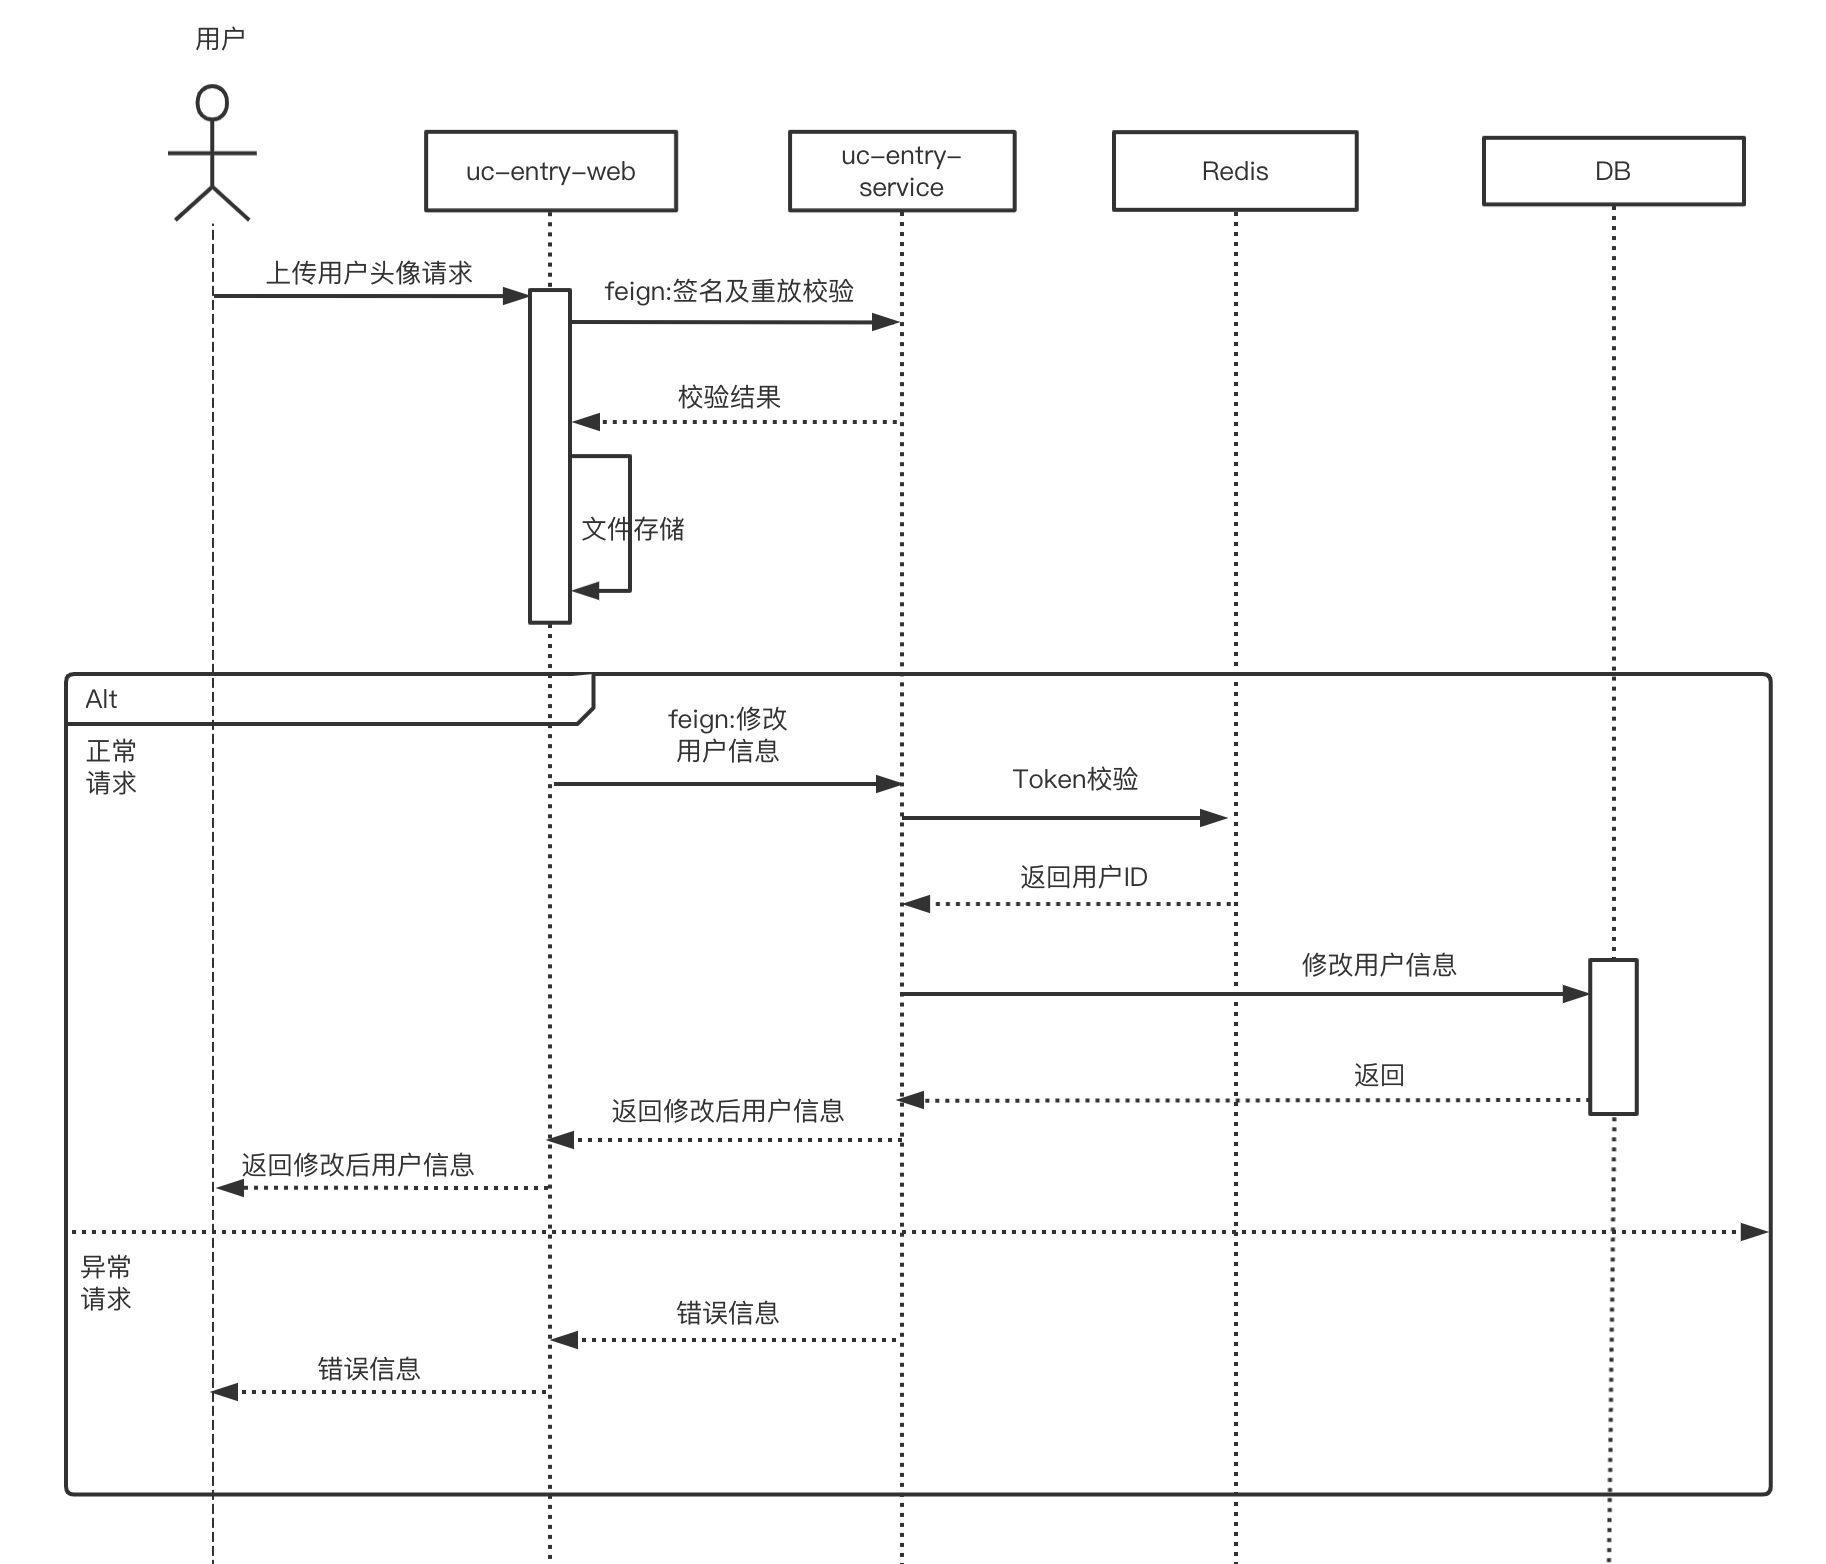 用户
uc-entry-web
uc-entry-
service
Redis
DB
上传用户头像请求
feign:签名及重放校验
校验结果
文件存储
Alt
正常
请求
feign:修改
用户信息
Token校验
返回用户ID
修改用户信息
返回
返回修改后用户信息
返回修改后用户信息
异常
请求
错误信息
错误信息